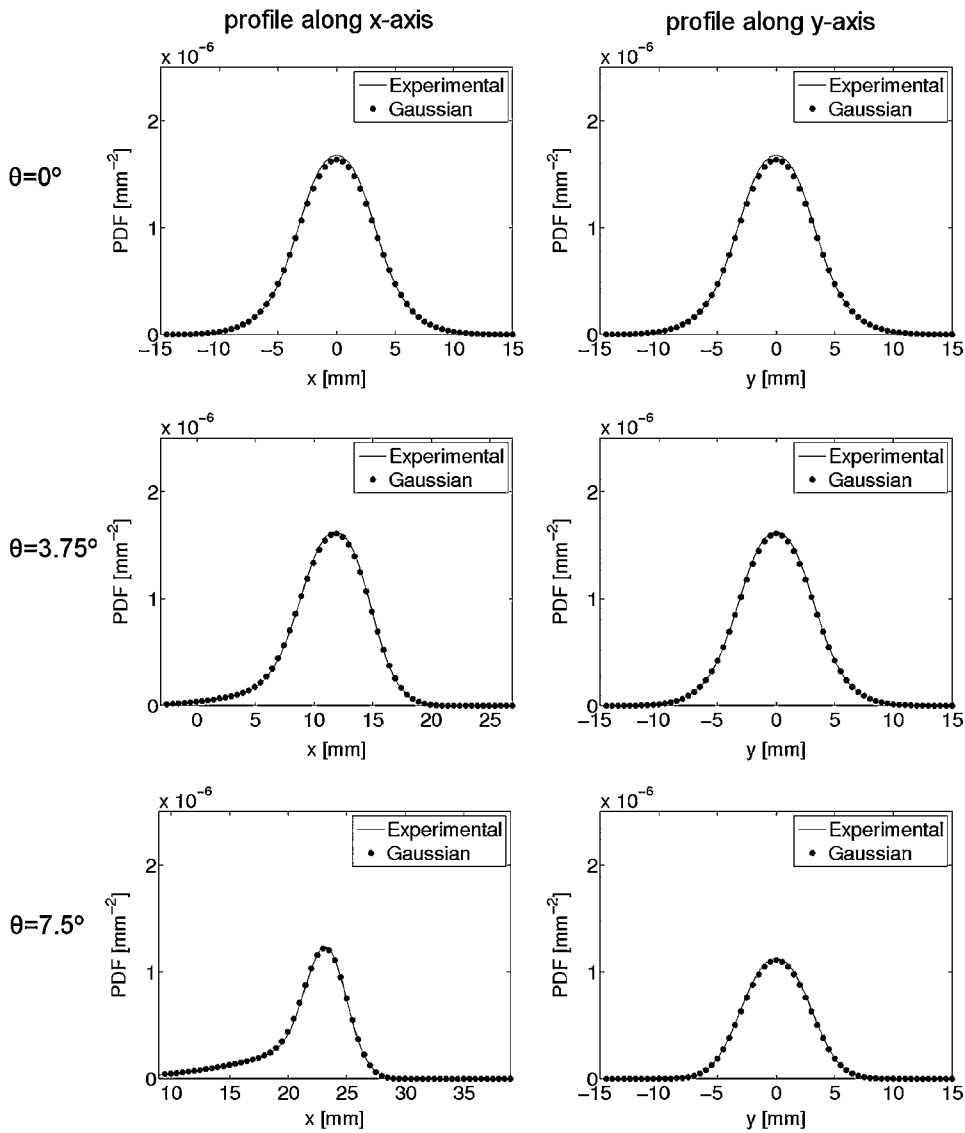 profile along x-axis
profile along y-axis
θ=0º
x 10⁻⁶
PDF [mm⁻²]
2
1
0
Experimental
Gaussian
−15 −10 −5 0 5 10 15
x [mm]
x 10⁻⁶
PDF [mm⁻²]
2
1
0
Experimental
Gaussian
−15 −10 −5 0 5 10 15
y [mm]
θ=3.75º
x 10⁻⁶
PDF [mm⁻²]
2
1
0
Experimental
Gaussian
0 5 10 15 20 25
x [mm]
x 10⁻⁶
PDF [mm⁻²]
2
1
0
Experimental
Gaussian
−15 −10 −5 0 5 10 15
y [mm]
θ=7.5º
x 10⁻⁶
PDF [mm⁻²]
2
1
0
Experimental
Gaussian
10 15 20 25 30 35
x [mm]
x 10⁻⁶
PDF [mm⁻²]
2
1
0
Experimental
Gaussian
−15 −10 −5 0 5 10 15
y [mm]